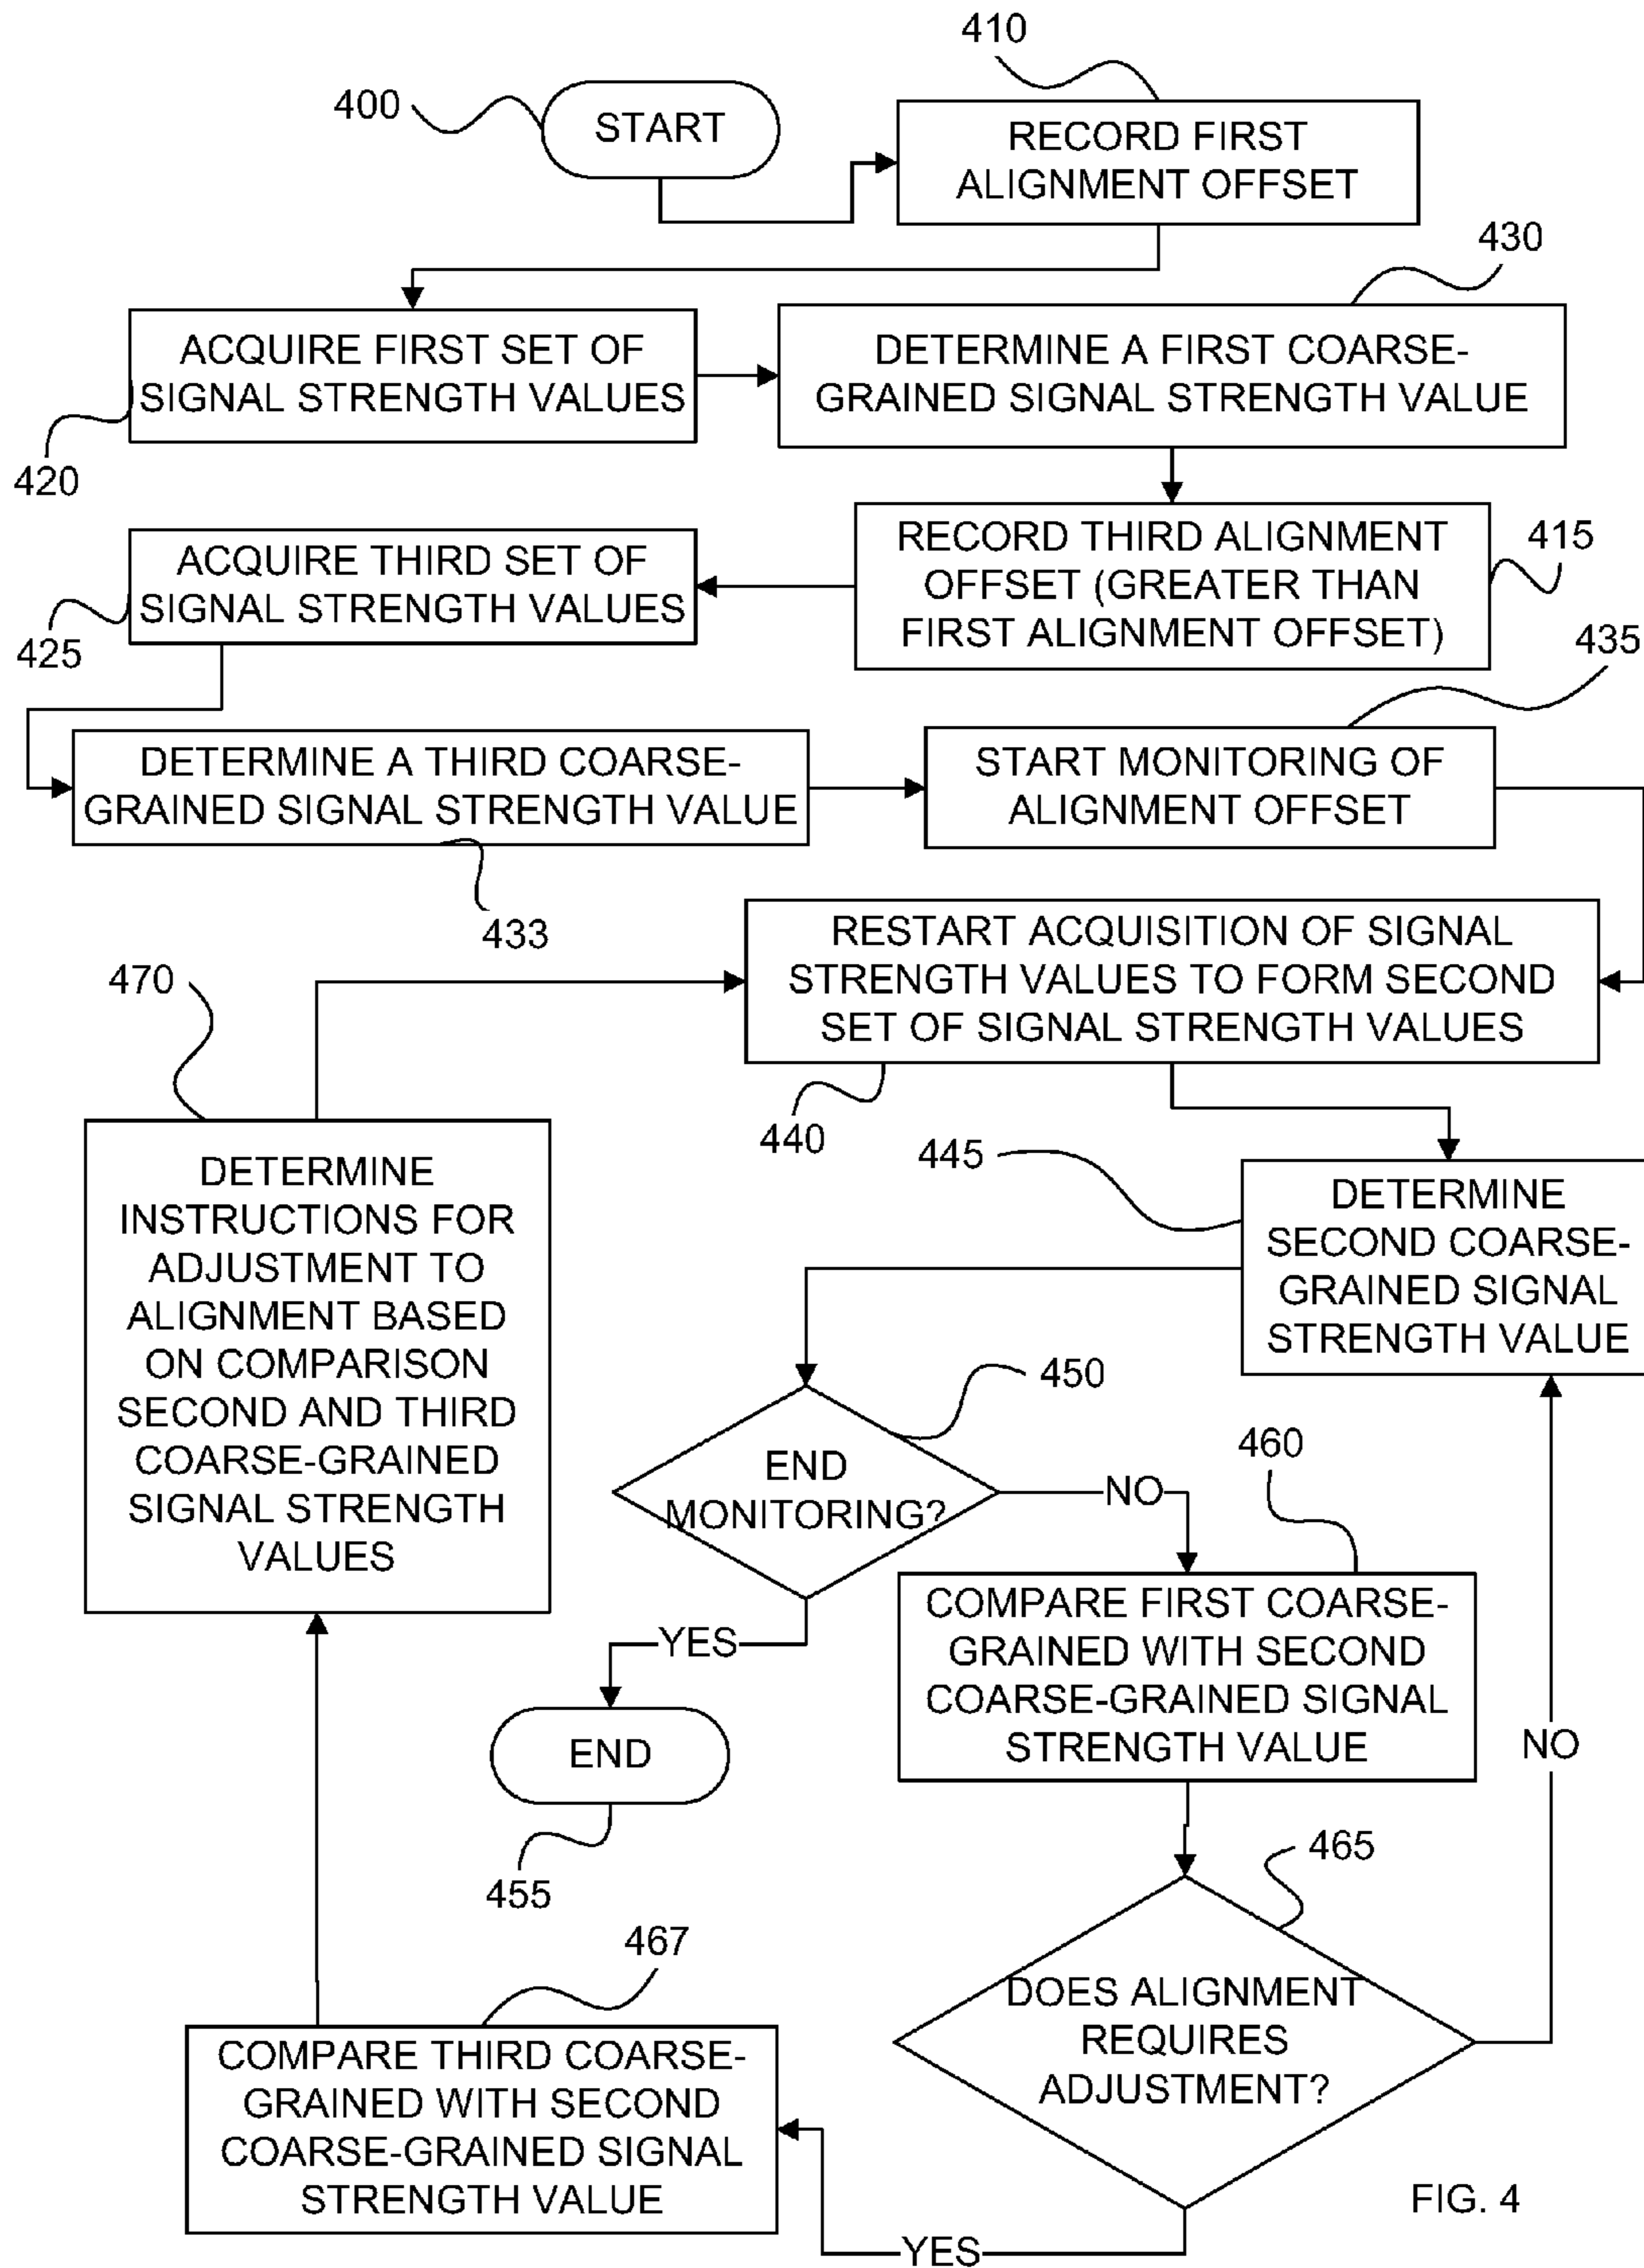 410
400
START
RECORD FIRST
ALIGNMENT OFFSET
430
ACQUIRE FIRST SET OF
SIGNAL STRENGTH VALUES
DETERMINE A FIRST COARSE-
GRAINED SIGNAL STRENGTH VALUE
420
RECORD THIRD ALIGNMENT
OFFSET (GREATER THAN
FIRST ALIGNMENT OFFSET)
415
ACQUIRE THIRD SET OF
SIGNAL STRENGTH VALUES
425
435
DETERMINE A THIRD COARSE-
GRAINED SIGNAL STRENGTH VALUE
START MONITORING OF
ALIGNMENT OFFSET
433
RESTART ACQUISITION OF SIGNAL
STRENGTH VALUES TO FORM SECOND
SET OF SIGNAL STRENGTH VALUES
470
440
445
DETERMINE
SECOND COARSE-
GRAINED SIGNAL
STRENGTH VALUE
DETERMINE
INSTRUCTIONS FOR
ADJUSTMENT TO
ALIGNMENT BASED
ON COMPARISON
SECOND AND THIRD
COARSE-GRAINED
SIGNAL STRENGTH
VALUES
450
END
MONITORING?
NO
460
COMPARE FIRST COARSE-
GRAINED WITH SECOND
COARSE-GRAINED SIGNAL
STRENGTH VALUE
YES
END
455
NO
465
DOES ALIGNMENT
REQUIRES
ADJUSTMENT?
467
COMPARE THIRD COARSE-
GRAINED WITH SECOND
COARSE-GRAINED SIGNAL
STRENGTH VALUE
YES
FIG. 4